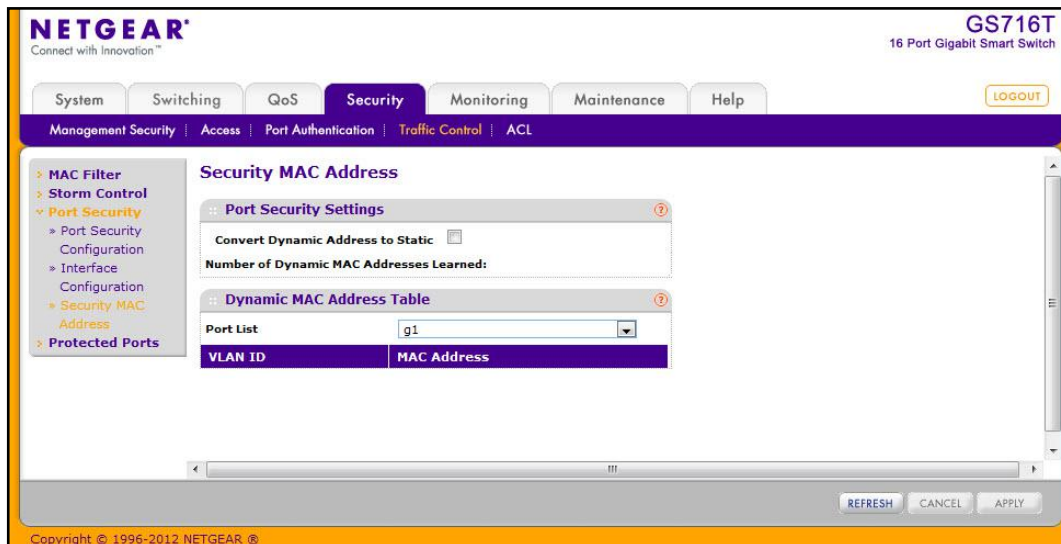 NETGEAR®
Connect with Innovation™
GS716T
16 Port Gigabit Smart Switch
System
Switching
QoS
Security
Monitoring
Maintenance
Help
LOGOUT
Management Security | Access | Port Authentication | Traffic Control | ACL
> MAC Filter
> Storm Control
Port Security
» Port Security
Configuration
» Interface
Configuration
» Security MAC
Address
> Protected Ports
Security MAC Address
:: Port Security Settings ?
Convert Dynamic Address to Static
Number of Dynamic MAC Addresses Learned:
:: Dynamic MAC Address Table ?
Port List g1
VLAN ID MAC Address
REFRESH
CANCEL
APPLY
Copyright © 1996-2012 NETGEAR ®